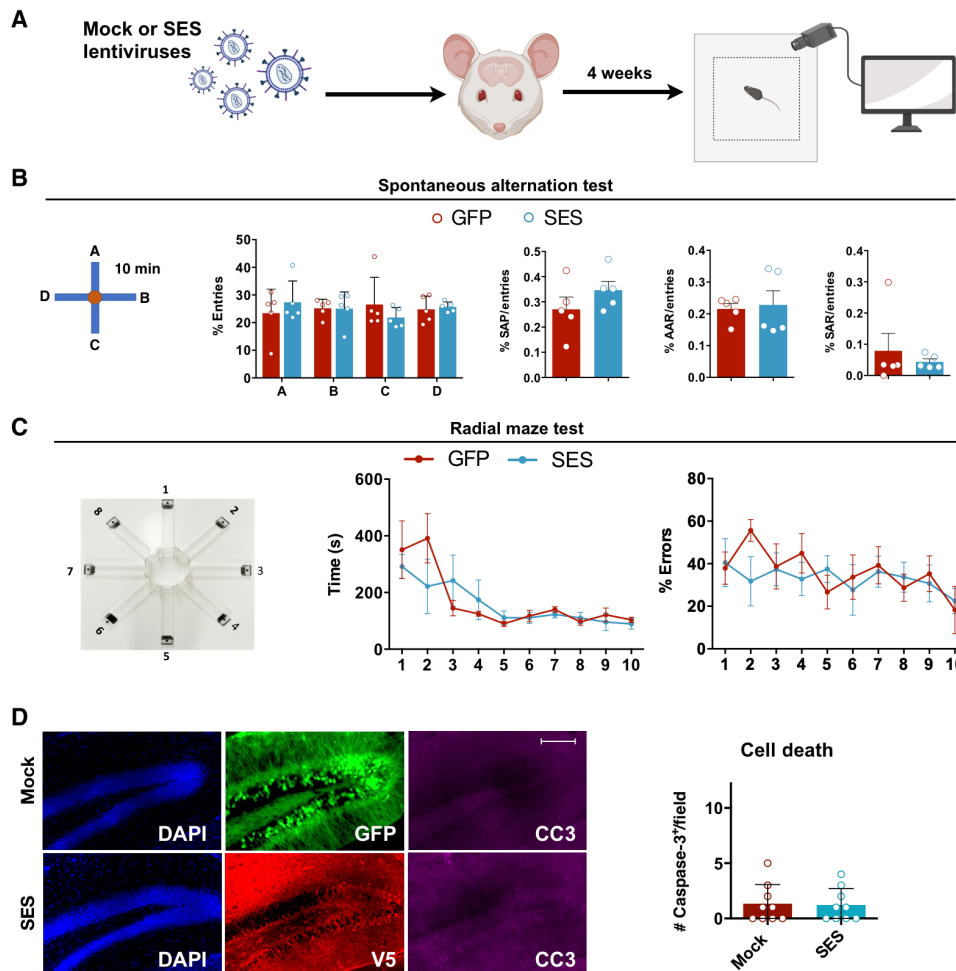 A
Mock or SES
lentiviruses
4 weeks
B
Spontaneous alternation test
GFP SES
A
10 min
D B
C
% Entries
50
40
30
20
10
0
A B C D
% SAP/entries
0.5
0.4
0.3
0.2
0.1
0.0
% AAR/entries
0.4
0.3
0.2
0.1
0.0
% SAR/entries
0.4
0.3
0.2
0.1
0.0
C
Radial maze test
GFP SES
1
2
3
4
5
6
7
8
Time (s)
600
400
200
0
1 2 3 4 5 6 7 8 9 10
% Errors
80
60
40
20
0
1 2 3 4 5 6 7 8 9 10
D
Mock
DAPI GFP CC3
SES
DAPI V5 CC3
Cell death
# Caspase-3⁺/field
10
5
0
Mock SES